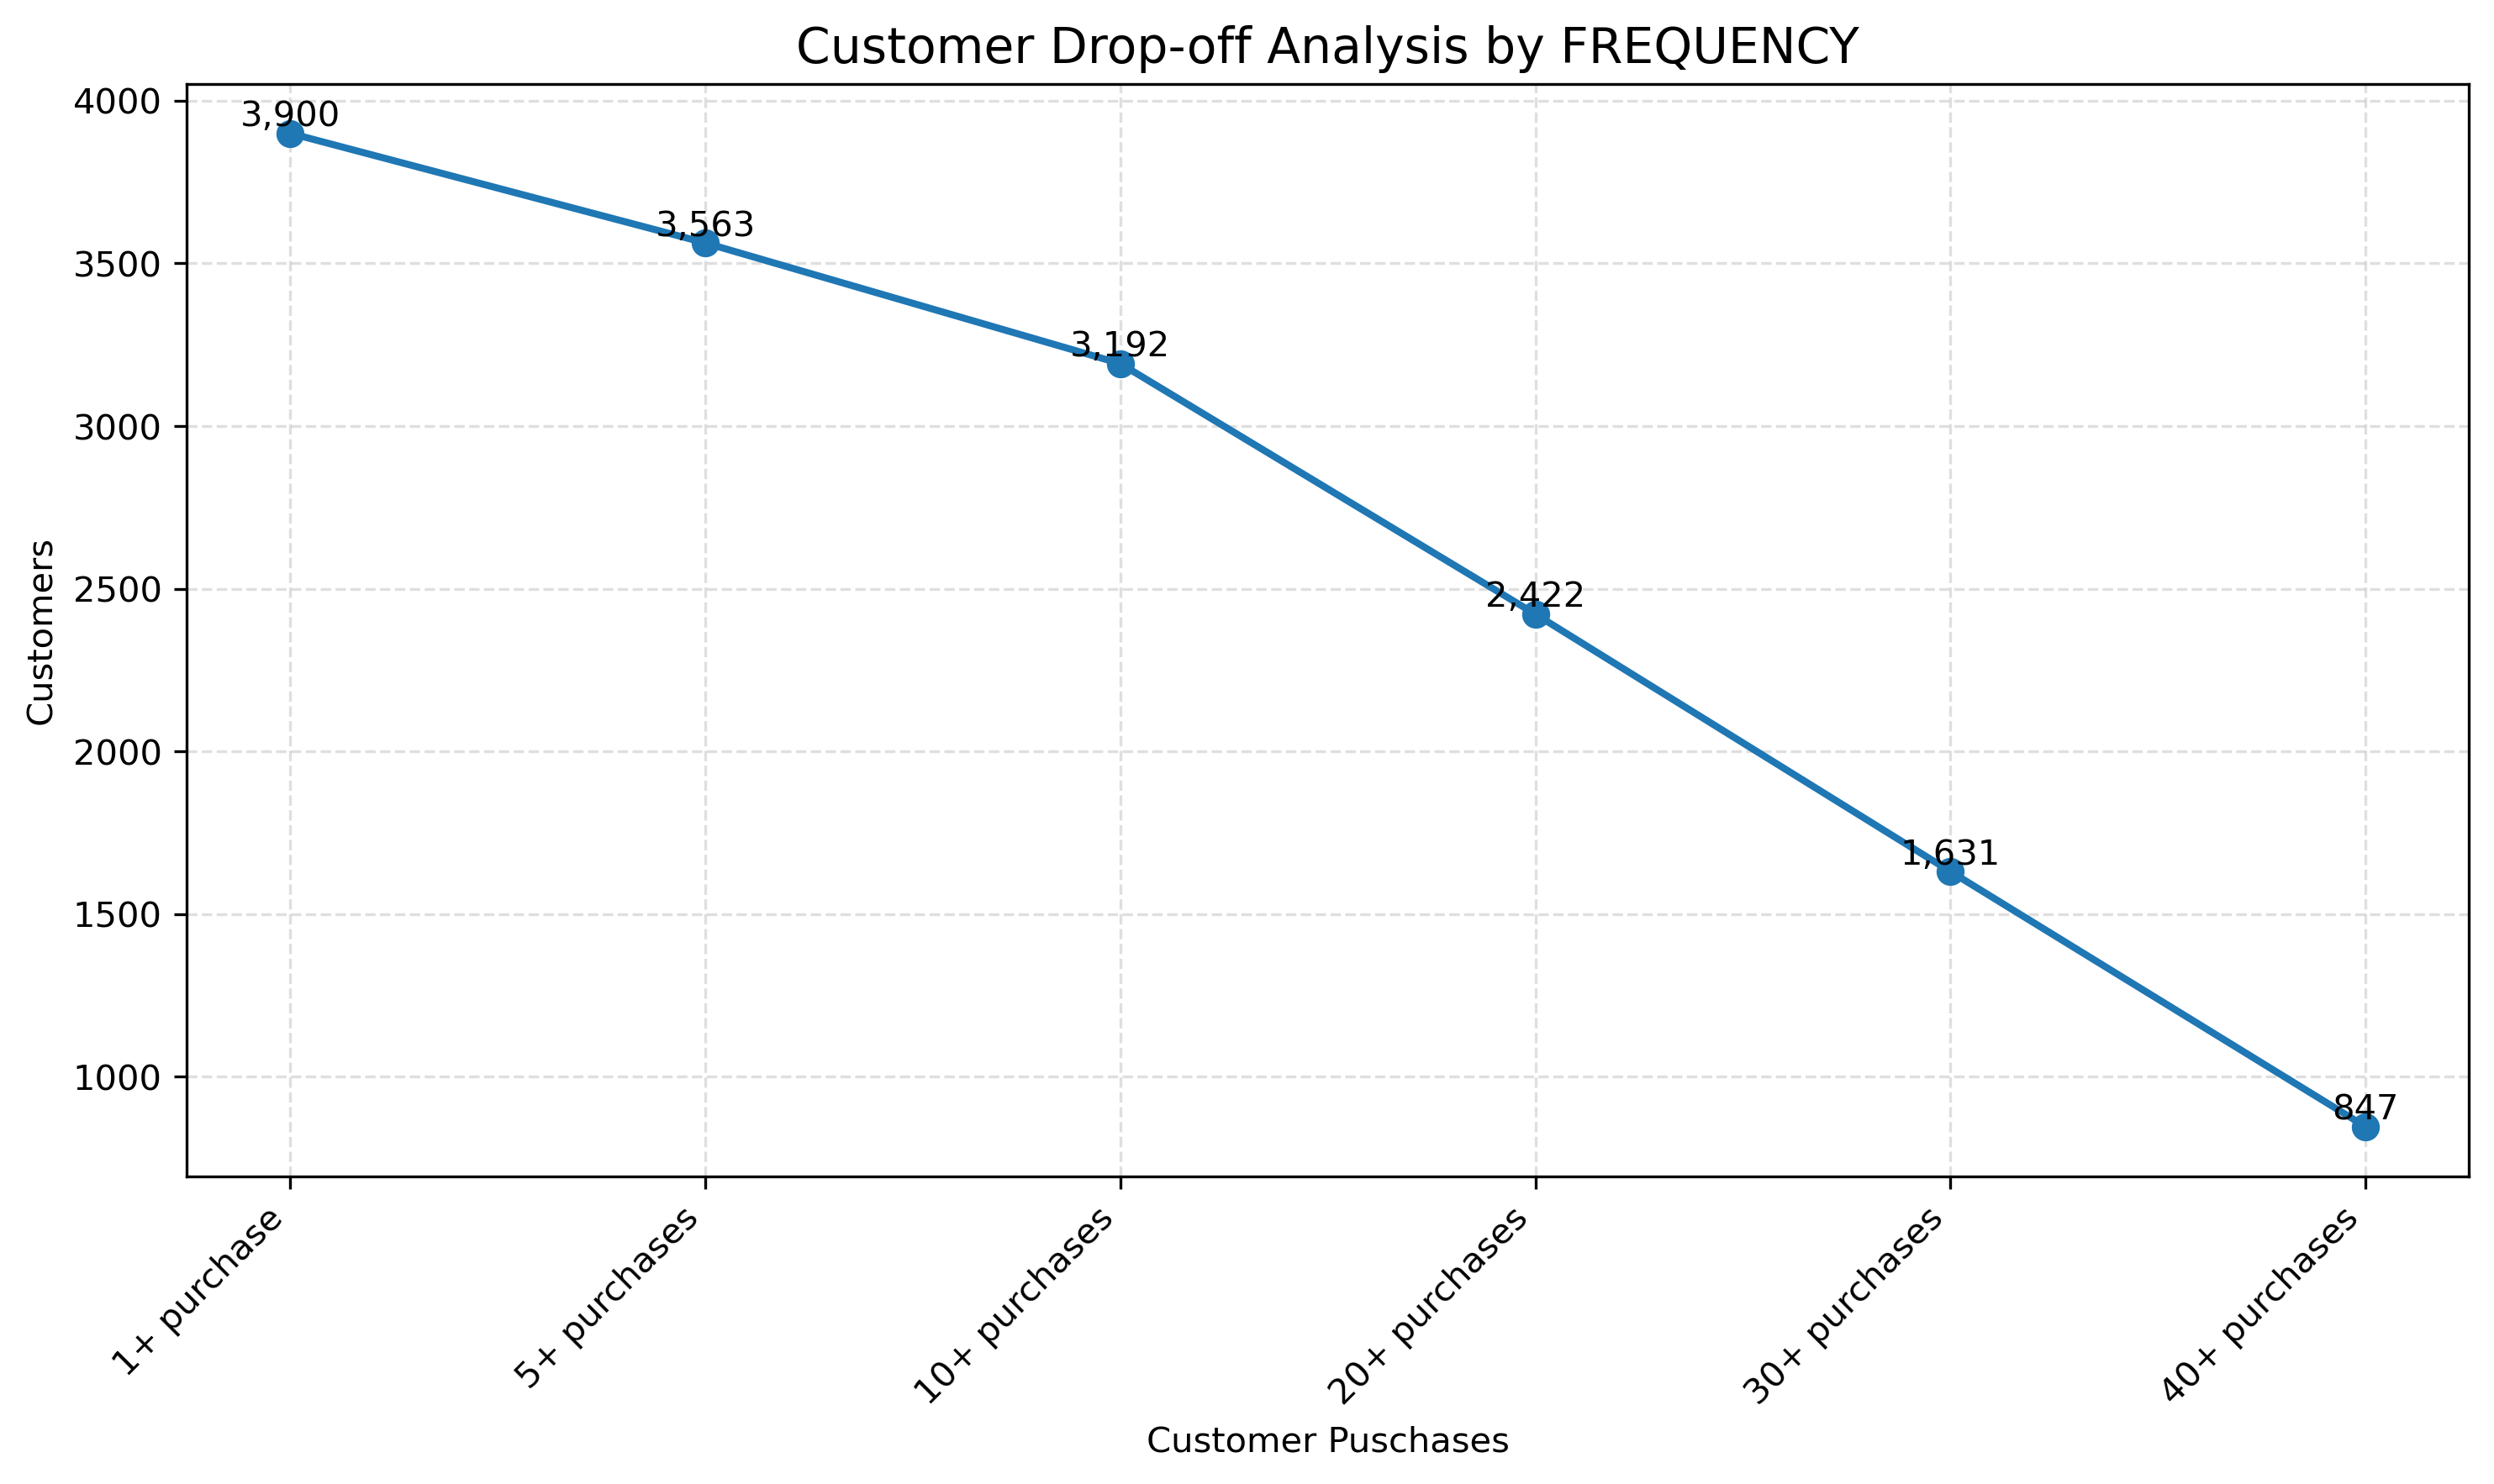 Customer Drop-off Analysis by FREQUENCY
4000
3500
3000
2500
2000
1500
1000
Customers
3,900
3,563
3,192
2,422
1,631
847
1+ purchase
5+ purchases
10+ purchases
20+ purchases
30+ purchases
40+ purchases
Customer Puschases